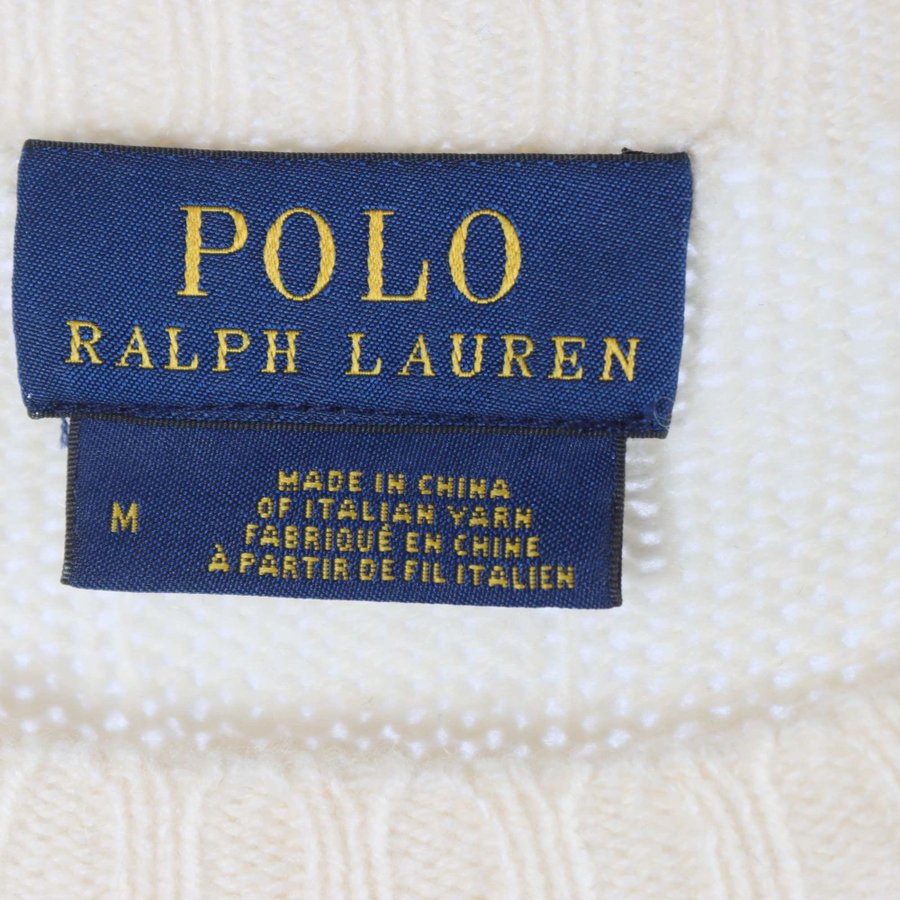 POLO
RALPH LAUREN
M
MADE IN CHINA
OF ITALIAN YARN
FABRIQUÉ EN CHINE
À PARTIR DE FIL ITALIEN